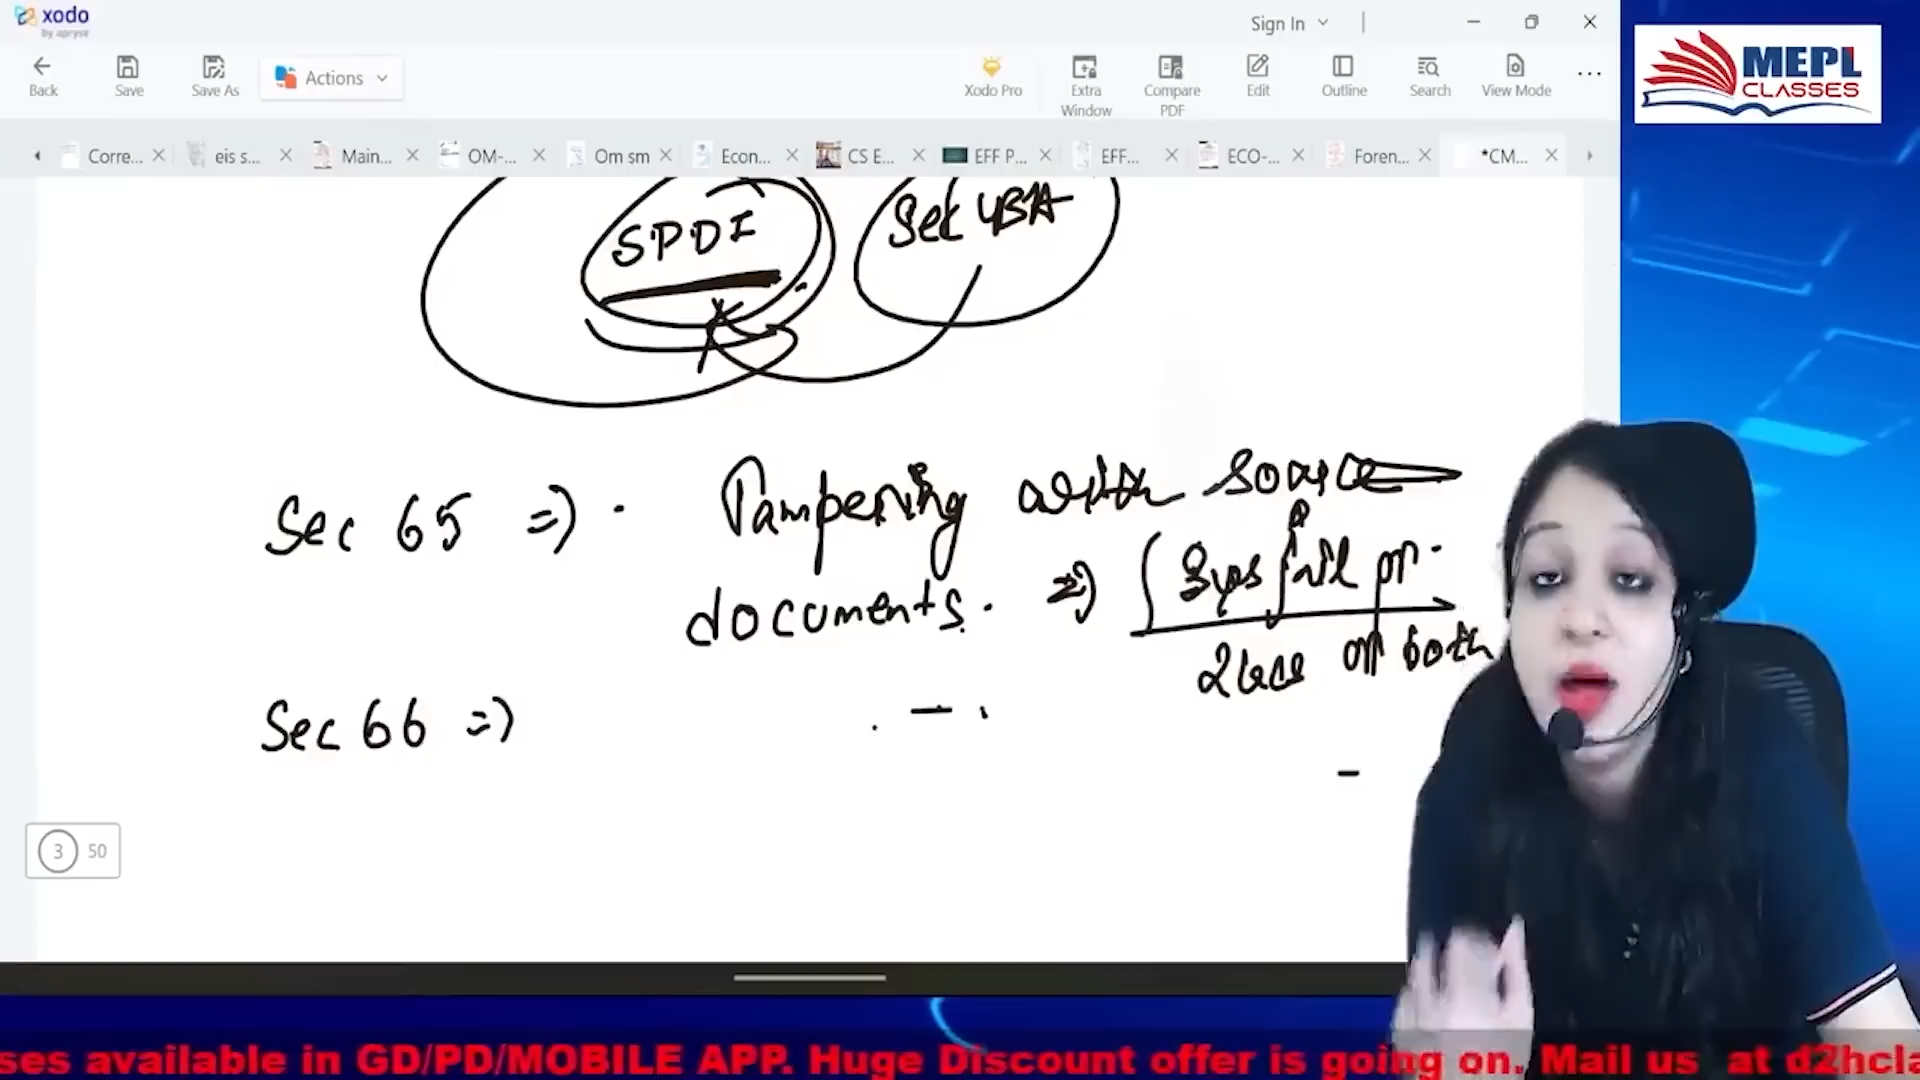 xodo
by apryse
Sign In
Back
Save
Save As
Actions
Xodo Pro
Extra Window
Compare PDF
Edit
Outline
Search
View Mode
MEPL
CLASSES
Corre...
eis s...
Main...
OM-...
Om sm
Econ...
CS E...
EFF P...
EFF...
ECO-...
Foren...
*CM...
SPDI
Sec 43A
Sec 65 => Tampering with source
documents. =>
or both
Sec 66 =>
3 50
ses available in GD/PD/MOBILE APP. Huge Discount offer is going on. Mail us at d2hcla